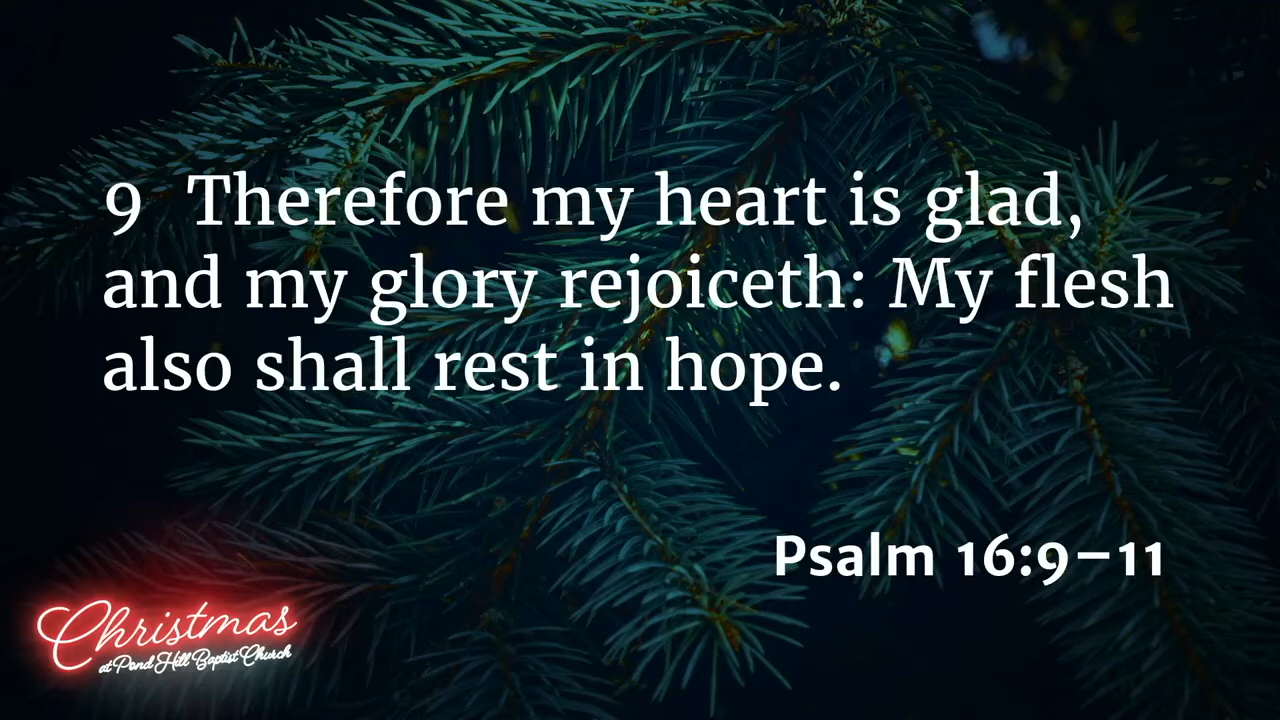 9 Therefore my heart is glad,
and my glory rejoiceth: My flesh
also shall rest in hope.
Psalm 16:9–11
Christmas
at Pond Hill Baptist Church